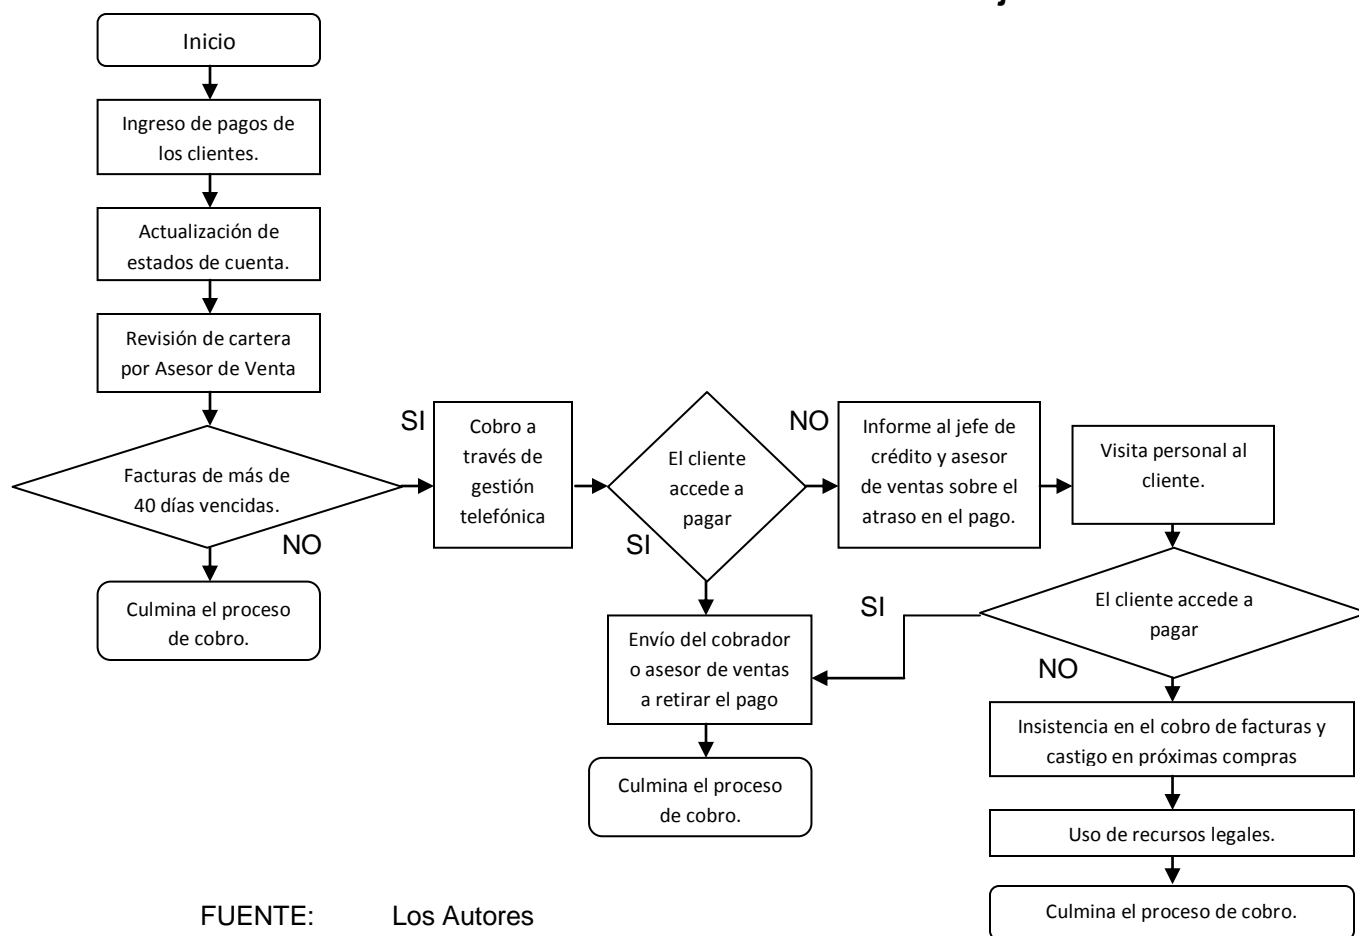 Inicio
Ingreso de pagos de
los clientes.
Actualización de
estados de cuenta.
Revisión de cartera
por Asesor de Venta
Facturas de más de
40 días vencidas.
SI
NO
Culmina el proceso
de cobro.
Cobro a
través de
gestión
telefónica
El cliente
accede a
pagar
NO
SI
Informe al jefe de
crédito y asesor
de ventas sobre el
atraso en el pago.
Visita personal al
cliente.
El cliente accede a
pagar
SI
NO
Envío del cobrador
o asesor de ventas
a retirar el pago
Culmina el proceso
de cobro.
Insistencia en el cobro de facturas y
castigo en próximas compras
Uso de recursos legales.
Culmina el proceso de cobro.
FUENTE: Los Autores